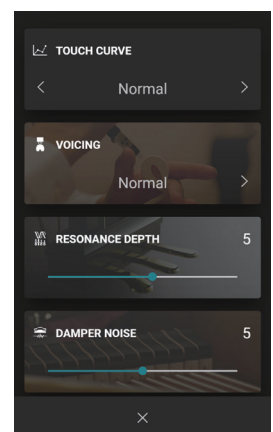 TOUCH CURVE
Normal
VOICING
Normal
RESONANCE DEPTH 5
DAMPER NOISE 5